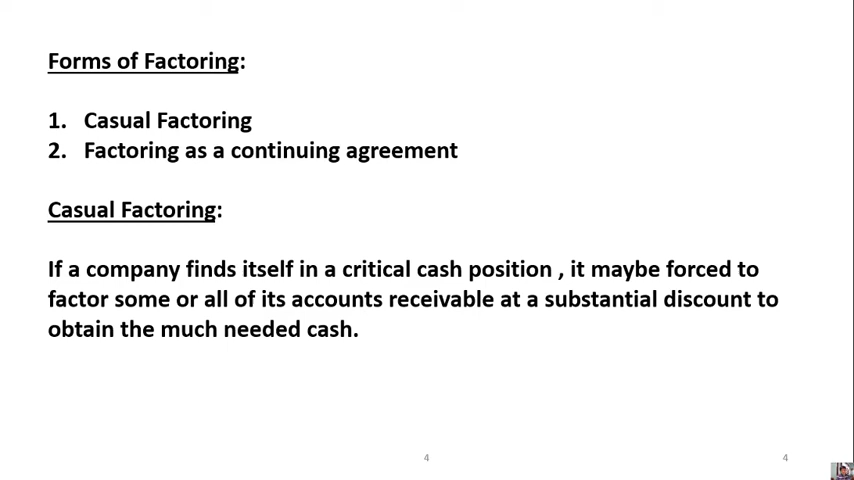 Forms of Factoring:
1. Casual Factoring
2. Factoring as a continuing agreement
Casual Factoring:
If a company finds itself in a critical cash position , it maybe forced to
factor some or all of its accounts receivable at a substantial discount to
obtain the much needed cash.
4
4